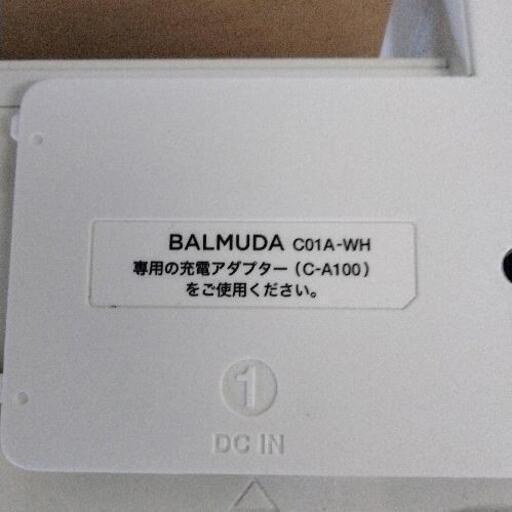 BALMUDA C01A-WH
専用の充電アダプター(C-A100)
をご使用ください。
1
DC IN